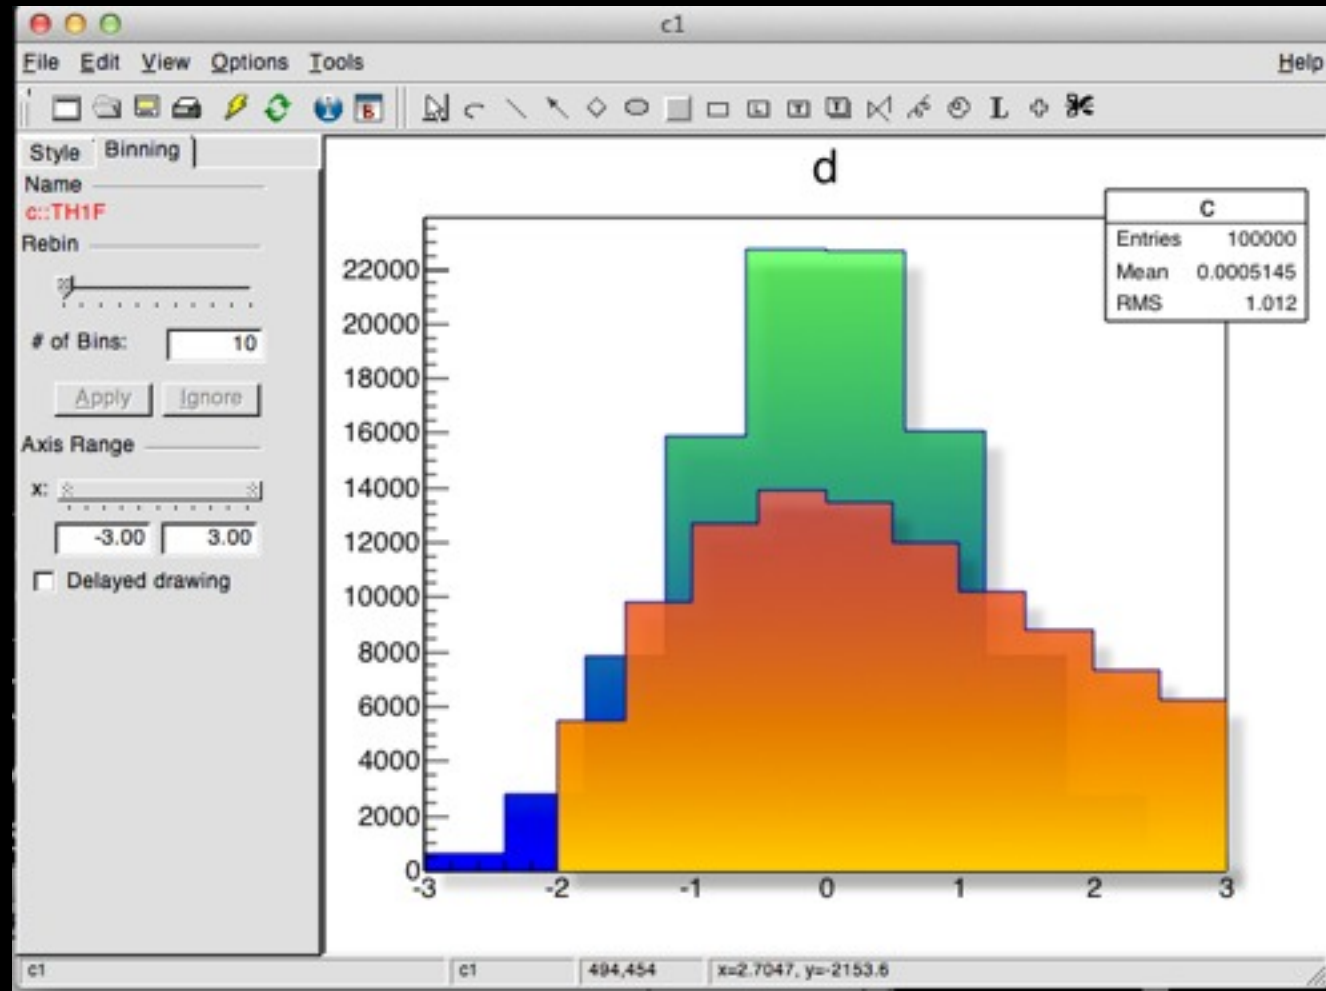 c1
File Edit View Options Tools Help
B L T T L
Style Binning
Name
c::TH1F
Rebin
# of Bins: 10
Apply Ignore
Axis Range
x:
-3.00 3.00
Delayed drawing
d
c
Entries 100000
Mean 0.0005145
RMS 1.012
22000
20000
18000
16000
14000
12000
10000
8000
6000
4000
2000
0
-3 -2 -1 0 1 2 3
c1 c1 494,454 x=2.7047, y=-2153.6